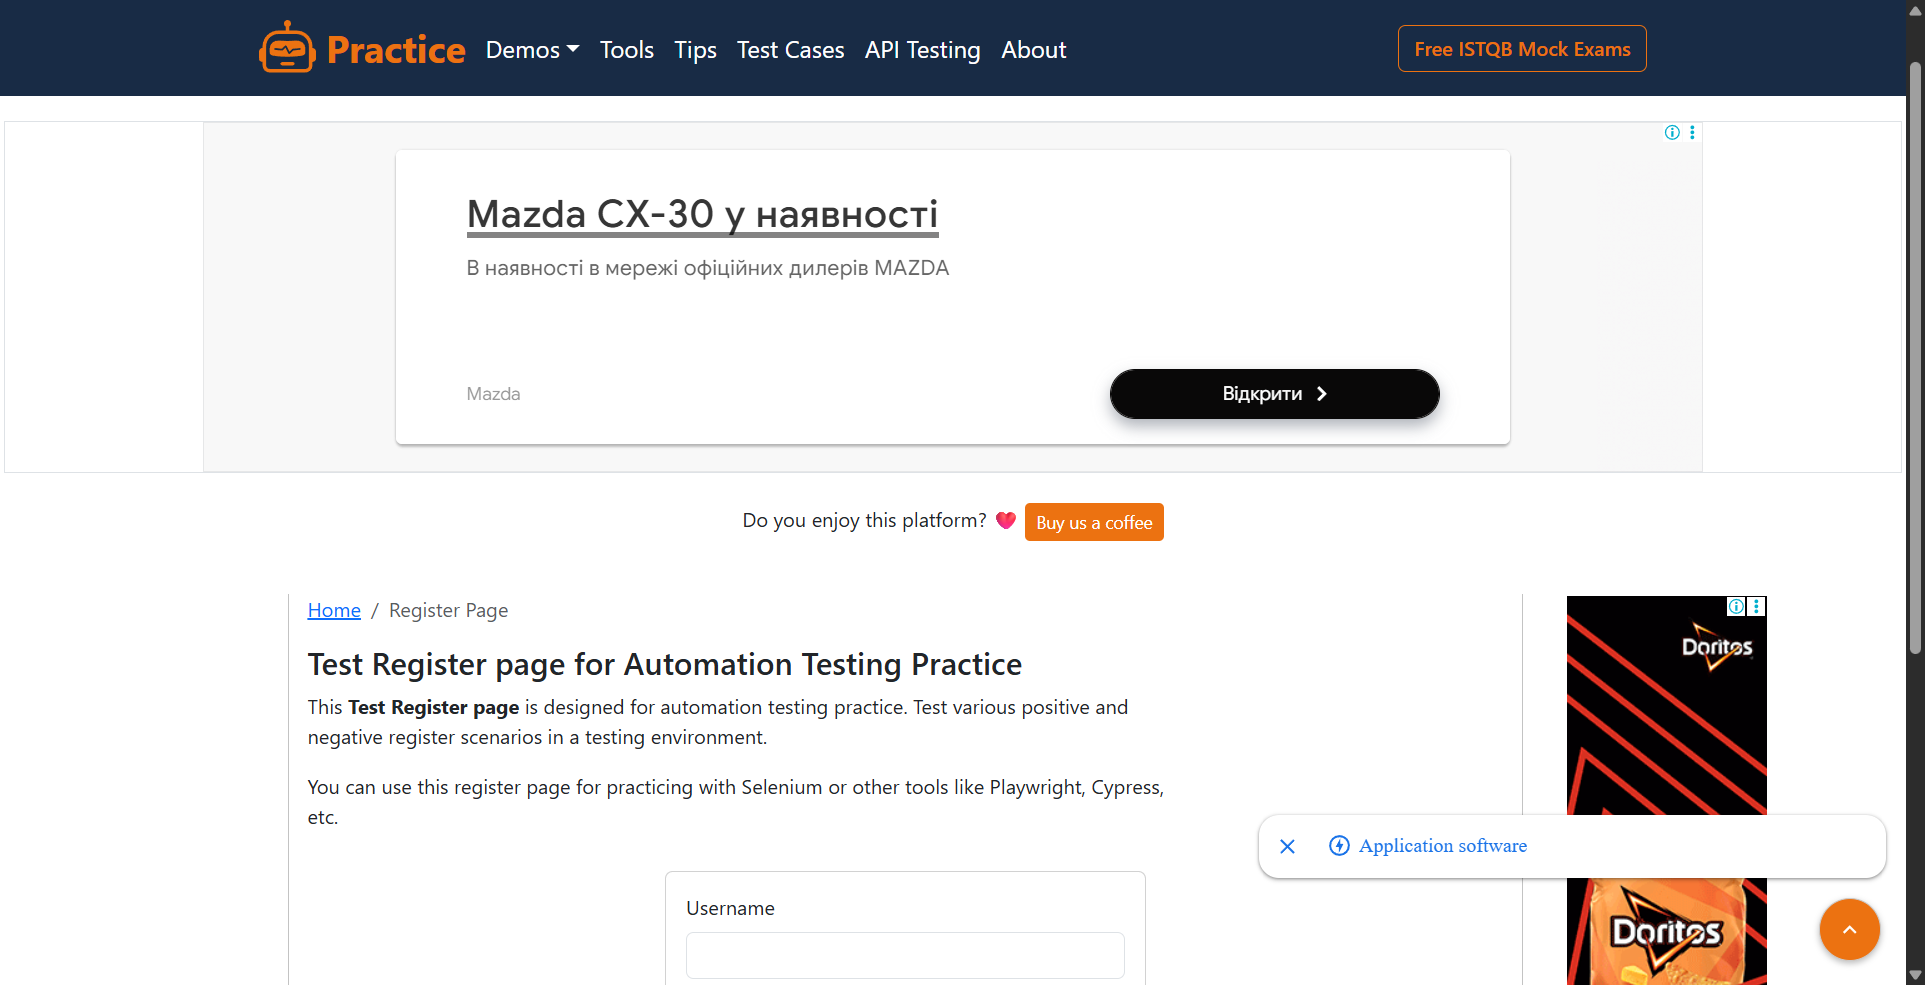 Practice Demos Tools Tips Test Cases API Testing About Free ISTQB Mock Exams
Mazda CX-30 у наявності
В наявності в мережі офіційних дилерів MAZDA
Mazda Відкрити
Do you enjoy this platform? Buy us a coffee
Home / Register Page
Test Register page for Automation Testing Practice
This Test Register page is designed for automation testing practice. Test various positive and
negative register scenarios in a testing environment.
You can use this register page for practicing with Selenium or other tools like Playwright, Cypress,
etc.
Username
Doritos
Application software
Doritos